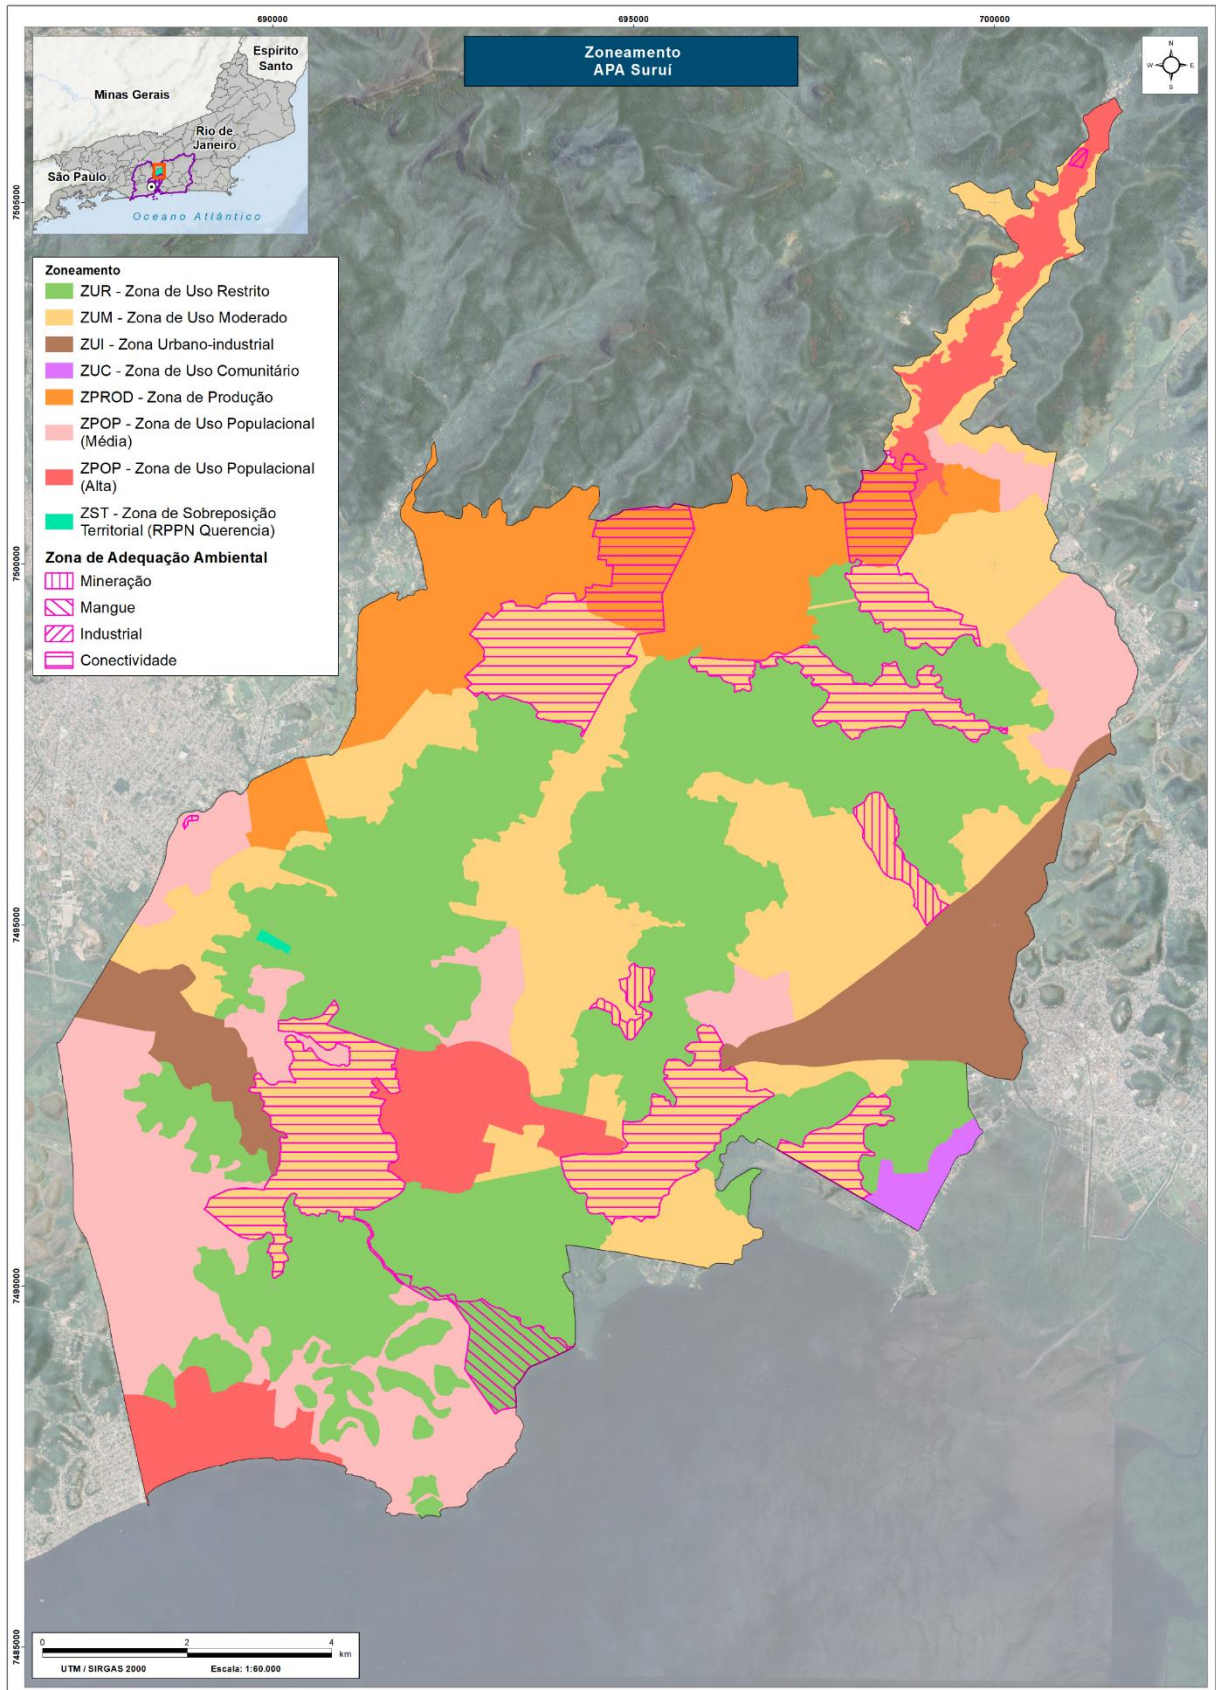 690000
695000
700000
Zoneamento
APA Suruí
N
W
E
S
Espírito
Santo
Minas Gerais
Rio de
Janeiro
São Paulo
Oceano Atlântico
7505000
7500000
7495000
7490000
7485000
Zoneamento
ZUR - Zona de Uso Restrito
ZUM - Zona de Uso Moderado
ZUI - Zona Urbano-industrial
ZUC - Zona de Uso Comunitário
ZPROD - Zona de Produção
ZPOP - Zona de Uso Populacional
(Média)
ZPOP - Zona de Uso Populacional
(Alta)
ZST - Zona de Sobreposição
Territorial (RPPN Querencia)
Zona de Adequação Ambiental
Mineração
Mangue
Industrial
Conectividade
0 2 4
km
UTM / SIRGAS 2000 Escala: 1:60.000